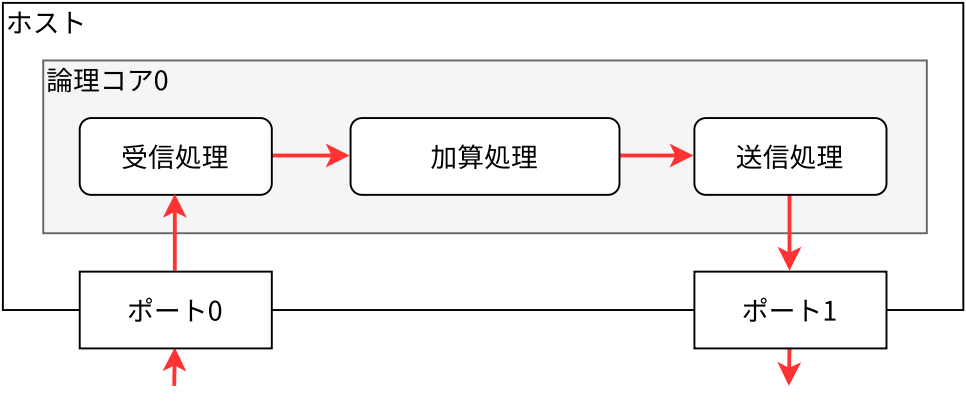 ホスト
論理コア0
受信処理
加算処理
送信処理
ポート0
ポート1